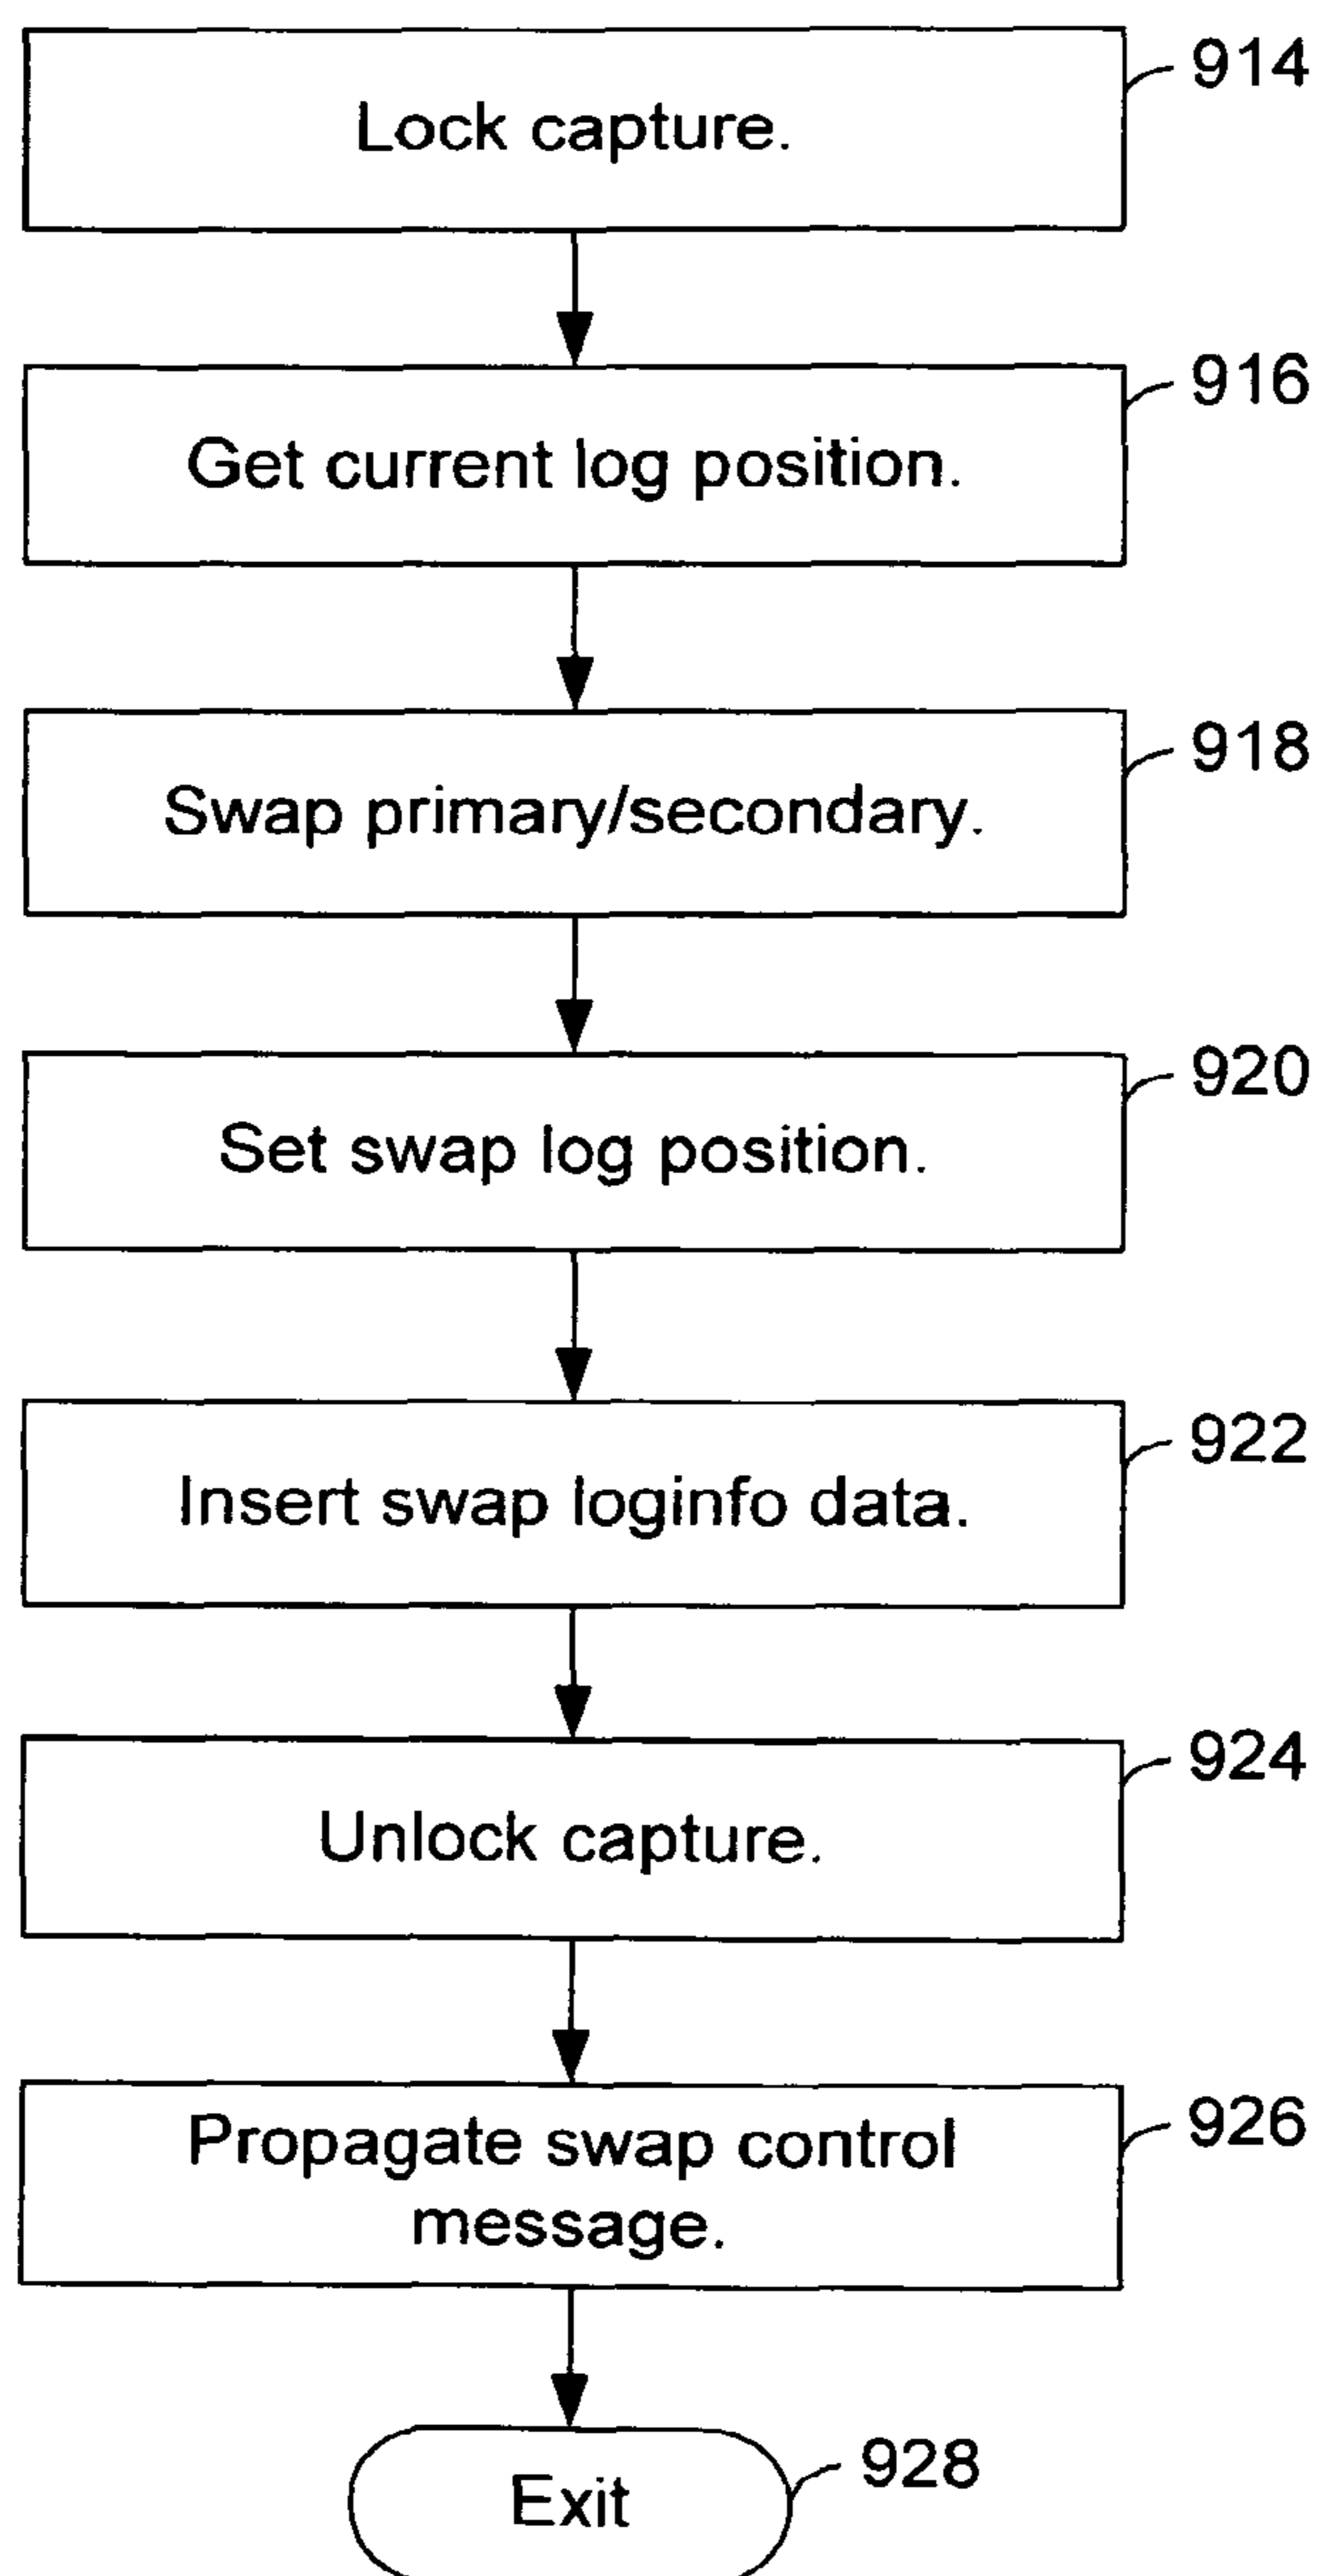 914
Lock capture.
916
Get current log position.
918
Swap primary/secondary.
920
Set swap log position.
922
Insert swap loginfo data.
924
Unlock capture.
926
Propagate swap control
message.
928
Exit